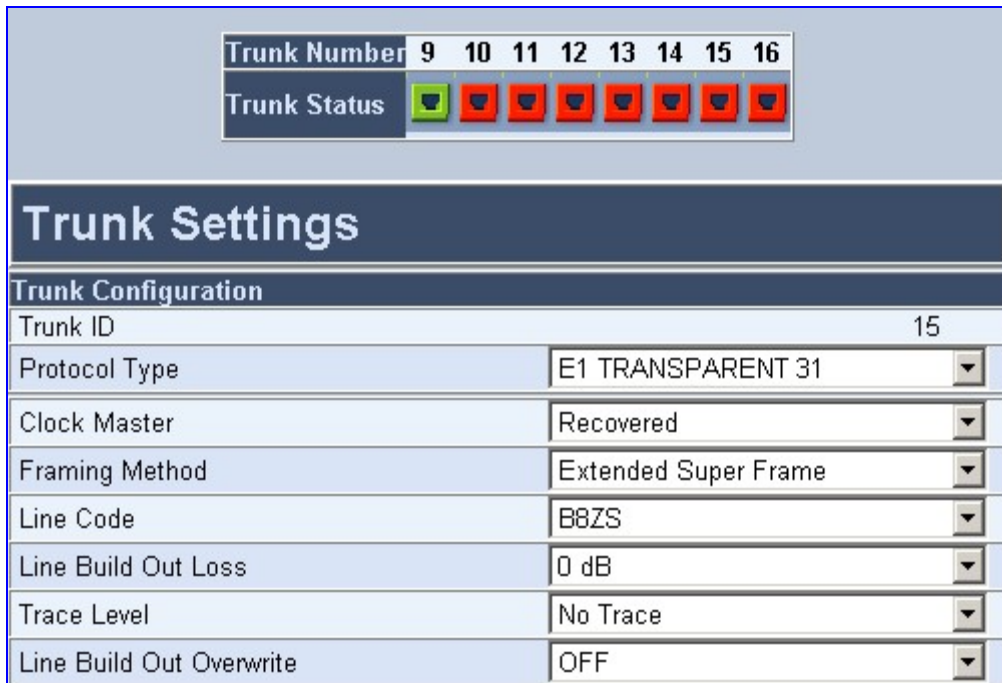 Trunk Number 9 10 11 12 13 14 15 16
Trunk Status
Trunk Settings
Trunk Configuration
Trunk ID 15
Protocol Type E1 TRANSPARENT 31
Clock Master Recovered
Framing Method Extended Super Frame
Line Code B8ZS
Line Build Out Loss 0 dB
Trace Level No Trace
Line Build Out Overwrite OFF